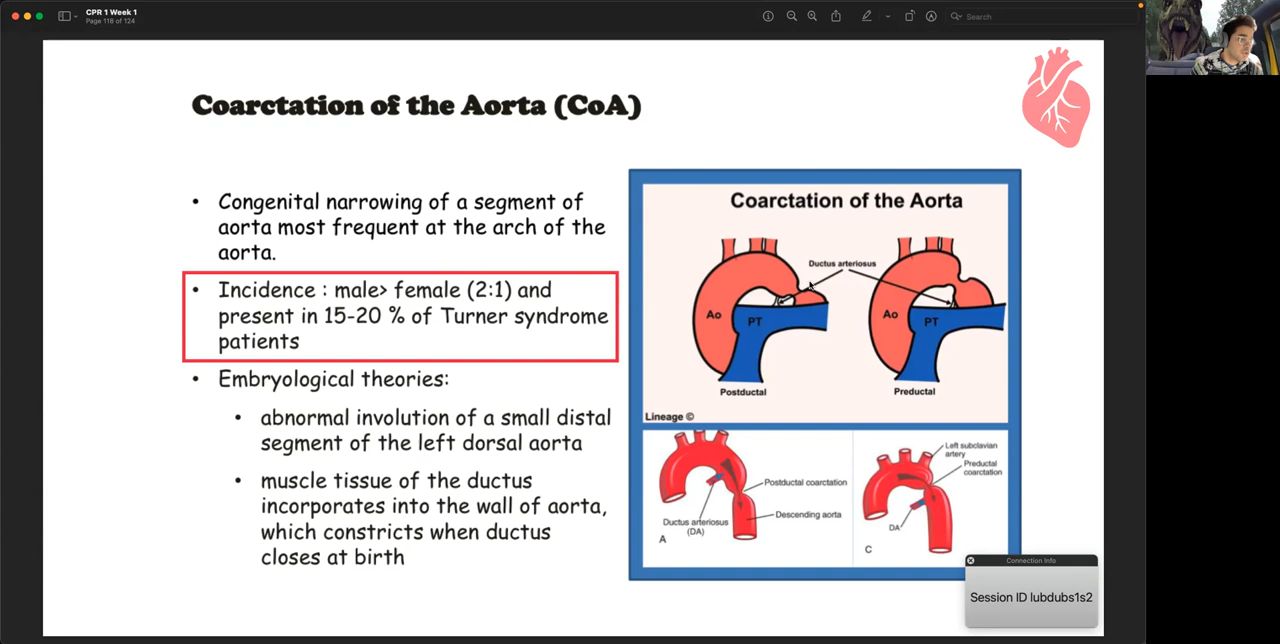 CPR 1 Week 1
Page 118 of 124
Search
Coarctation of the Aorta (CoA)
• Congenital narrowing of a segment of
aorta most frequent at the arch of the
aorta.
• Incidence : male> female (2:1) and
present in 15-20 % of Turner syndrome
patients
• Embryological theories:
• abnormal involution of a small distal
segment of the left dorsal aorta
• muscle tissue of the ductus
incorporates into the wall of aorta,
which constricts when ductus
closes at birth
Coarctation of the Aorta
Ductus arteriosus
Ao
PT
Ao
PT
Postductal
Preductal
Lineage ©
Postductal coarctation
Descending aorta
Ductus arteriosus
(DA)
A
Left subclavian
artery
Preductal
coarctation
DA
C
Connection Info
Session ID lubdubs1s2